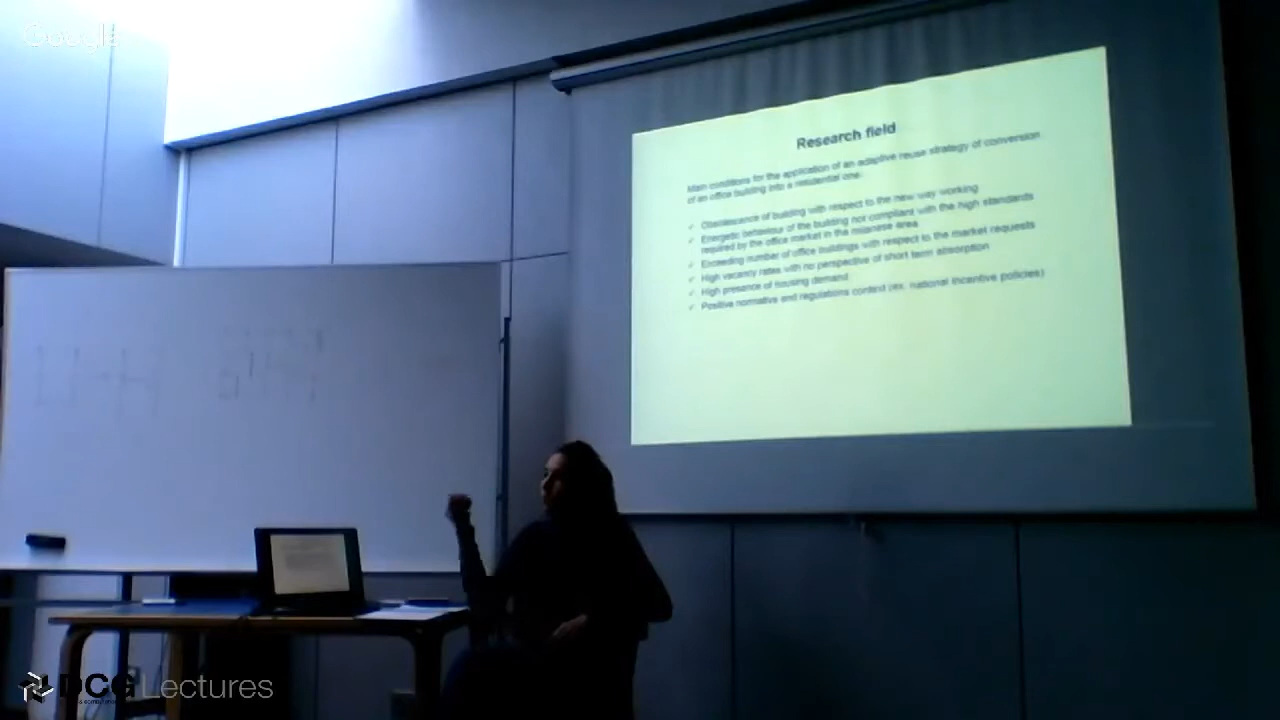 Google
Research field
Main conditions for the application of an adaptive reuse strategy of conversion
of an office building into a residential one:
✓ Obsolescence of building with respect to the new way working
✓ Energetic behaviour of the building not compliant with the high standards
required by the office market in the milanese area
✓ Exceeding number of office buildings with respect to the market requests
✓ High vacancy rates with no perspective of short term absorption
✓ High presence of housing demand
✓ Positive normative and regulations context (ex. national incentive policies)
DCG Lectures